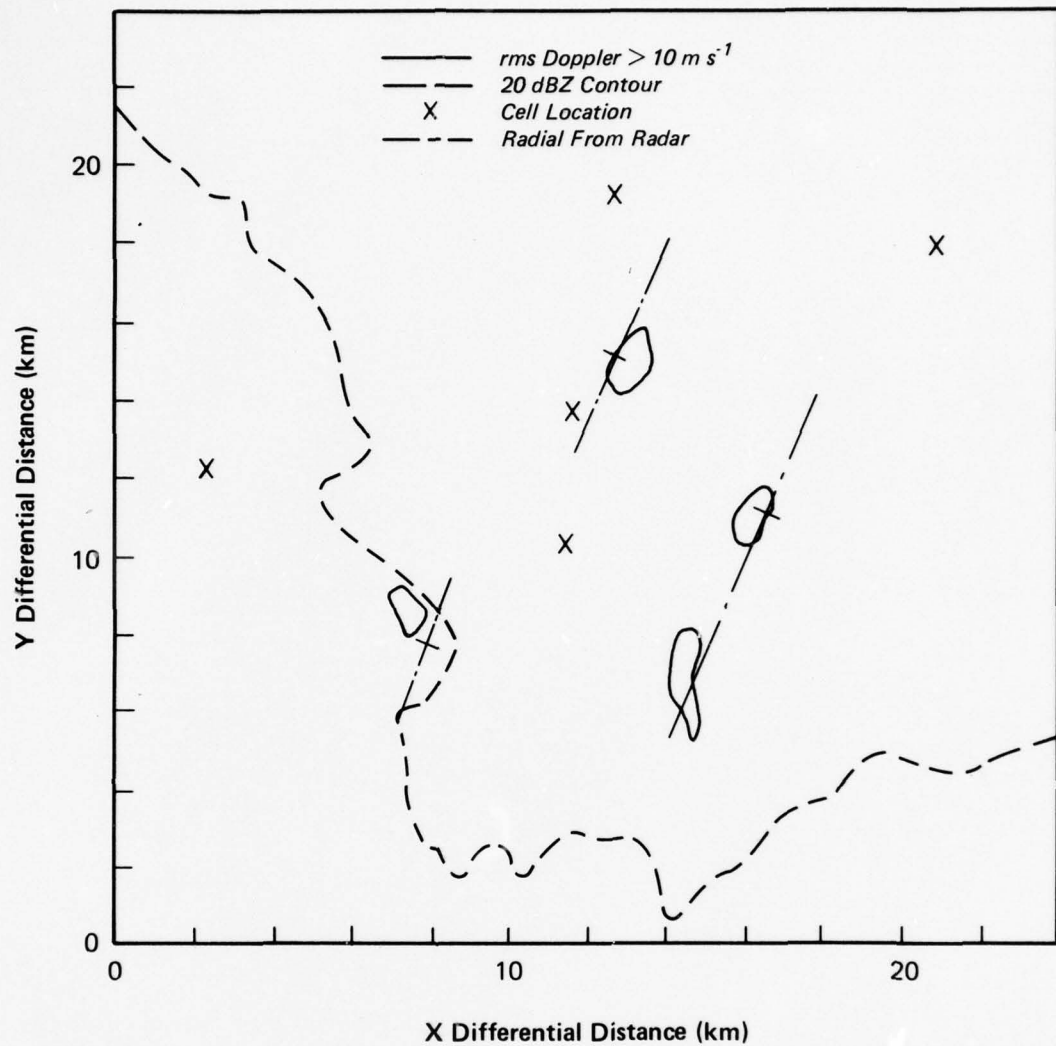 rms Doppler > 10 m s⁻¹
20 dBZ Contour
X Cell Location
Radial From Radar
20
10
0
0 10 20
Y Differential Distance (km)
X Differential Distance (km)